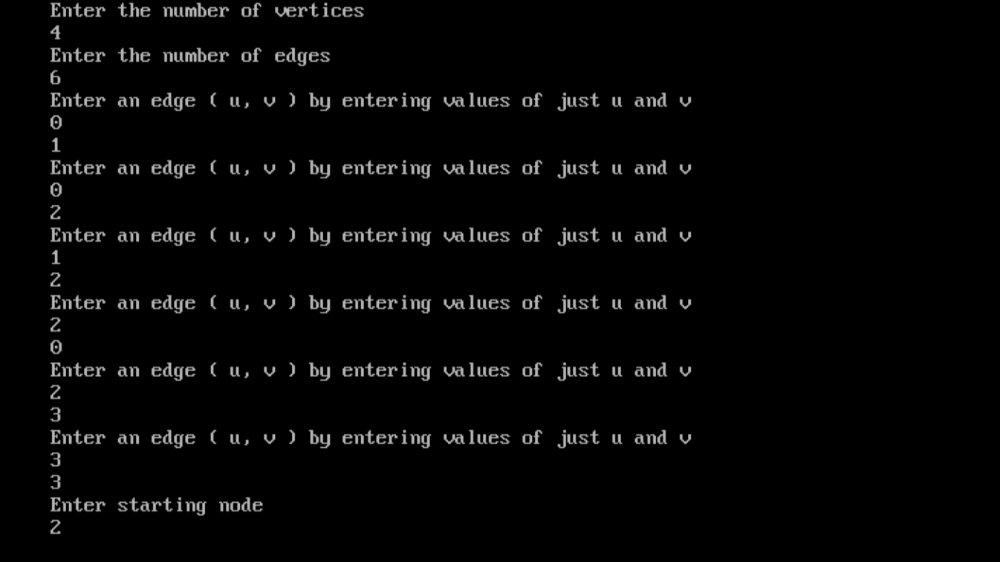 Enter the number of vertices
4
Enter the number of edges
6
Enter an edge ( u, v ) by entering values of just u and v
0
1
Enter an edge ( u, v ) by entering values of just u and v
0
2
Enter an edge ( u, v ) by entering values of just u and v
1
2
Enter an edge ( u, v ) by entering values of just u and v
2
0
Enter an edge ( u, v ) by entering values of just u and v
2
3
Enter an edge ( u, v ) by entering values of just u and v
3
3
Enter starting node
2